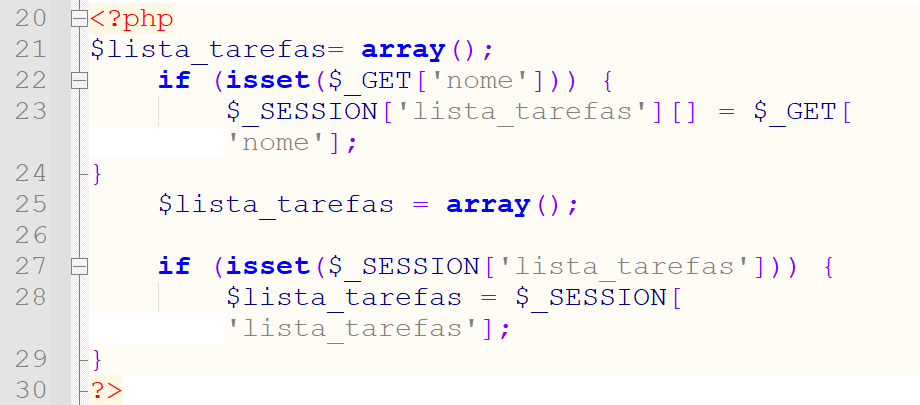 20 <?php
21 $lista_tarefas= array();
22 if (isset($_GET['nome'])) {
23 $_SESSION['lista_tarefas'][] = $_GET[
'nome'];
24 }
25 $lista_tarefas = array();
26
27 if (isset($_SESSION['lista_tarefas'])) {
28 $lista_tarefas = $_SESSION[
'lista_tarefas'];
29 }
30 ?>